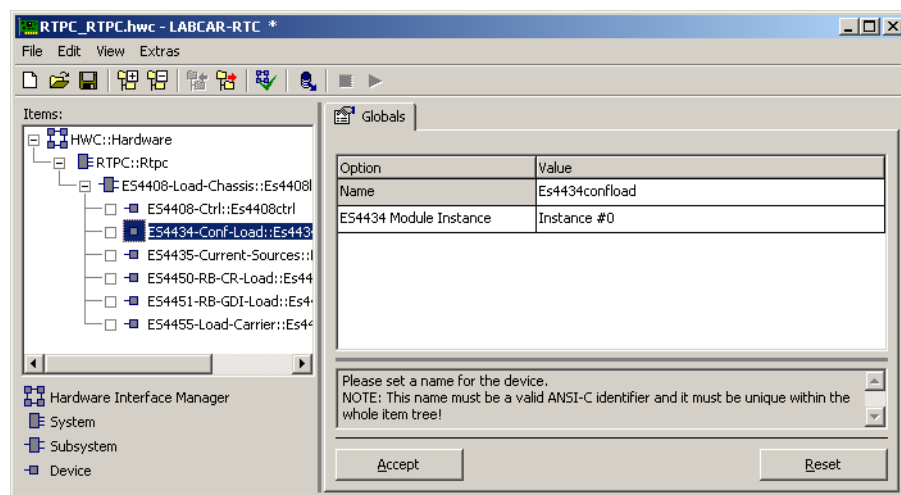 RTPC_RTPC.hwc - LABCAR-RTC *
File Edit View Extras
Items:
HWC::Hardware
RTPC::Rtpc
ES4408-Load-Chassis::Es4408l
ES4408-Ctrl::Es4408ctrl
ES4434-Conf-Load::Es443
ES4435-Current-Sources::
ES4450-RB-CR-Load::Es44
ES4451-RB-GDI-Load::Es4
ES4455-Load-Carrier::Es44
Hardware Interface Manager
System
Subsystem
Device
Globals
Option Value
Name Es4434confload
ES4434 Module Instance Instance #0
Please set a name for the device.
NOTE: This name must be a valid ANSI-C identifier and it must be unique within the
whole item tree!
Accept Reset